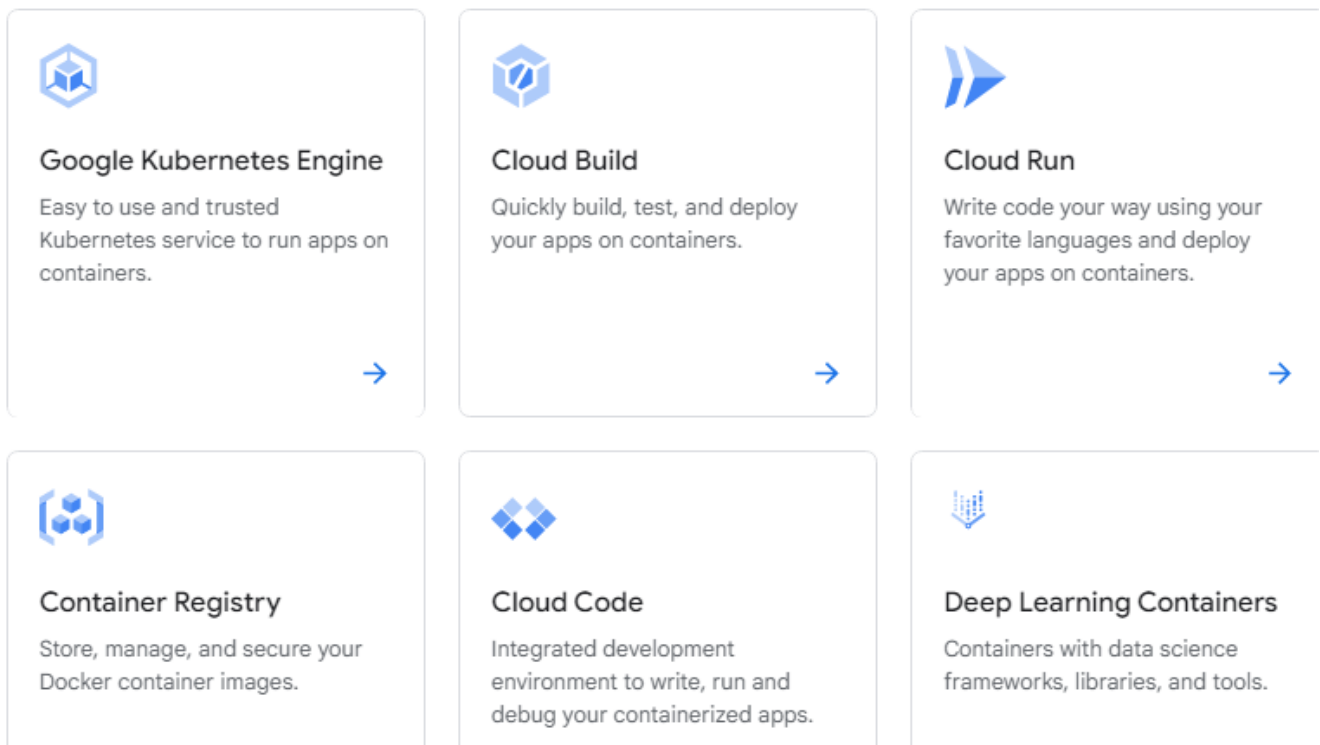 Google Kubernetes Engine
Easy to use and trusted
Kubernetes service to run apps on
containers.
Cloud Build
Quickly build, test, and deploy
your apps on containers.
Cloud Run
Write code your way using your
favorite languages and deploy
your apps on containers.
Container Registry
Store, manage, and secure your
Docker container images.
Cloud Code
Integrated development
environment to write, run and
debug your containerized apps.
Deep Learning Containers
Containers with data science
frameworks, libraries, and tools.